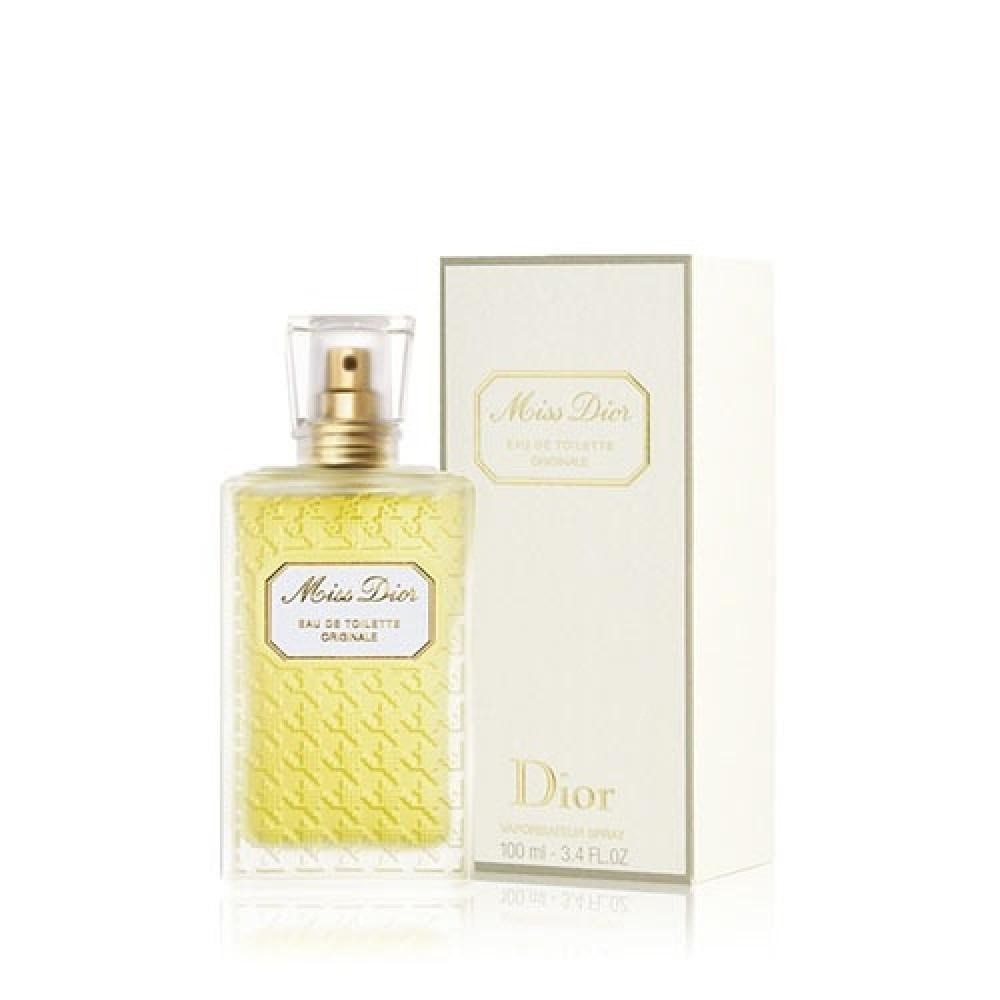 Miss Dior
EAU DE TOILETTE
ORIGINALE
Miss Dior
EAU DE TOILETTE
ORIGINALE
Dior
VAPORISATEUR SPRAY
100 ml - 3.4 FL.OZ